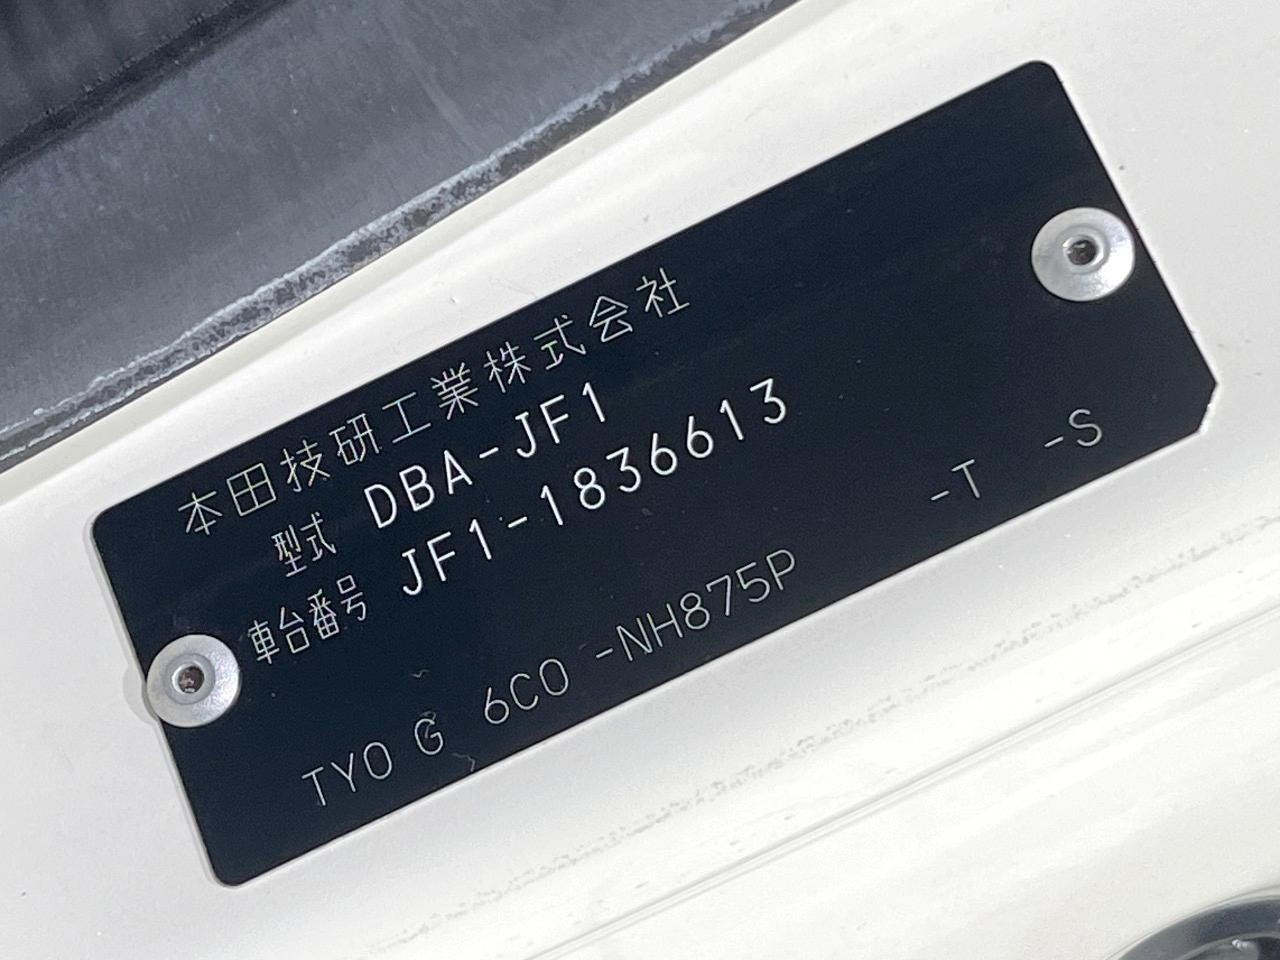 本田技研工業株式会社
型式 DBA-JF1
車台番号 JF1-1836613
TYO G 6CO -NH875P -T -S